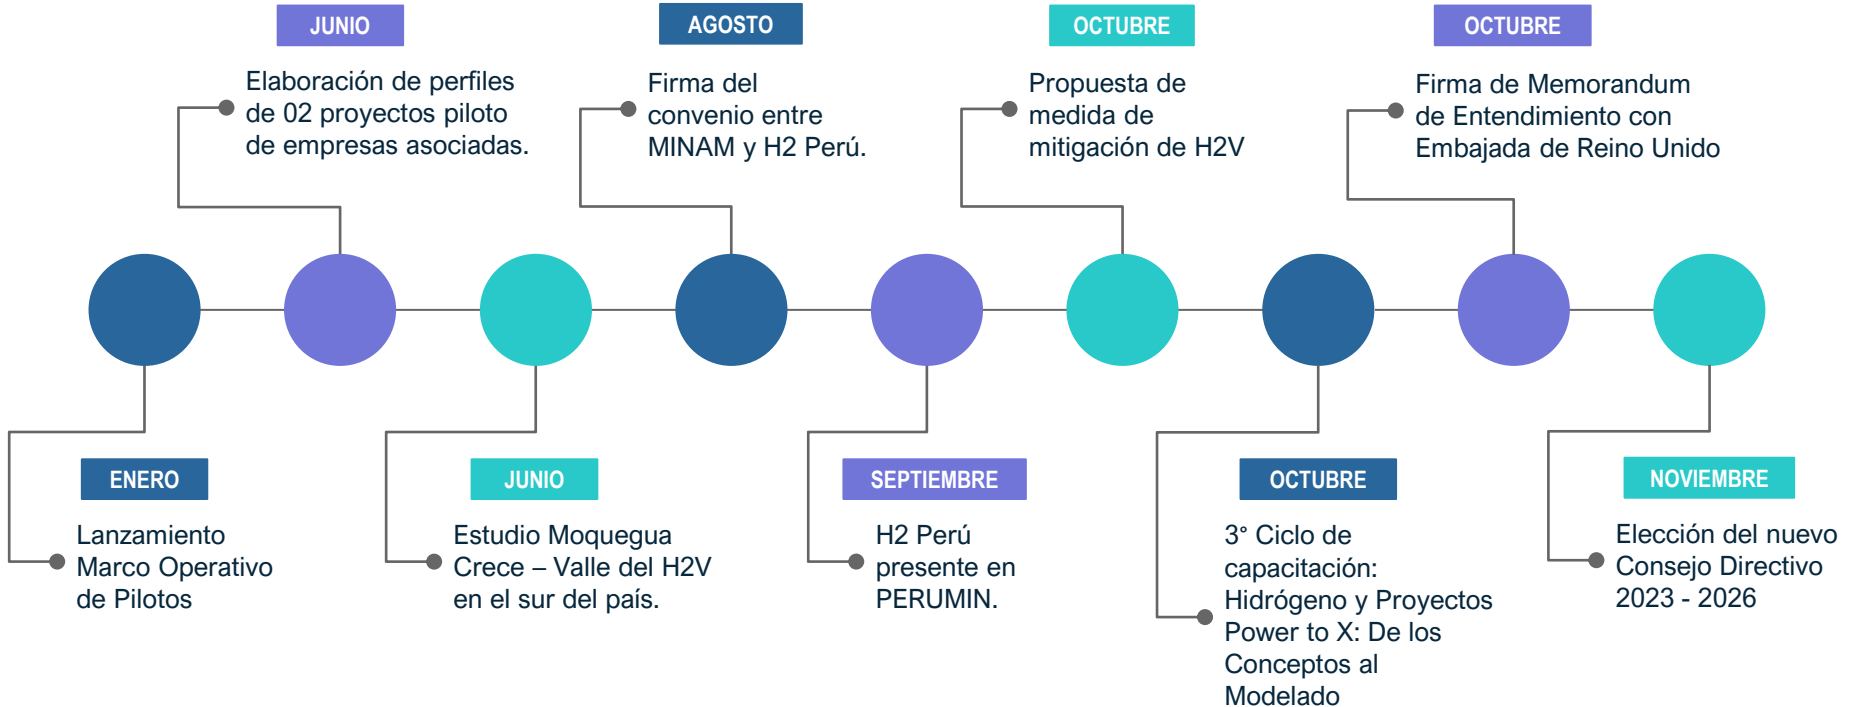 JUNIO
Elaboración de perfiles
de 02 proyectos piloto
de empresas asociadas.
AGOSTO
Firma del
convenio entre
MINAM y H2 Perú.
OCTUBRE
Propuesta de
medida de
mitigación de H2V
OCTUBRE
Firma de Memorandum
de Entendimiento con
Embajada de Reino Unido
ENERO
Lanzamiento
Marco Operativo
de Pilotos
JUNIO
Estudio Moquegua
Crece – Valle del H2V
en el sur del país.
SEPTIEMBRE
H2 Perú
presente en
PERUMIN.
OCTUBRE
3° Ciclo de
capacitación:
Hidrógeno y Proyectos
Power to X: De los
Conceptos al
Modelado
NOVIEMBRE
Elección del nuevo
Consejo Directivo
2023 - 2026